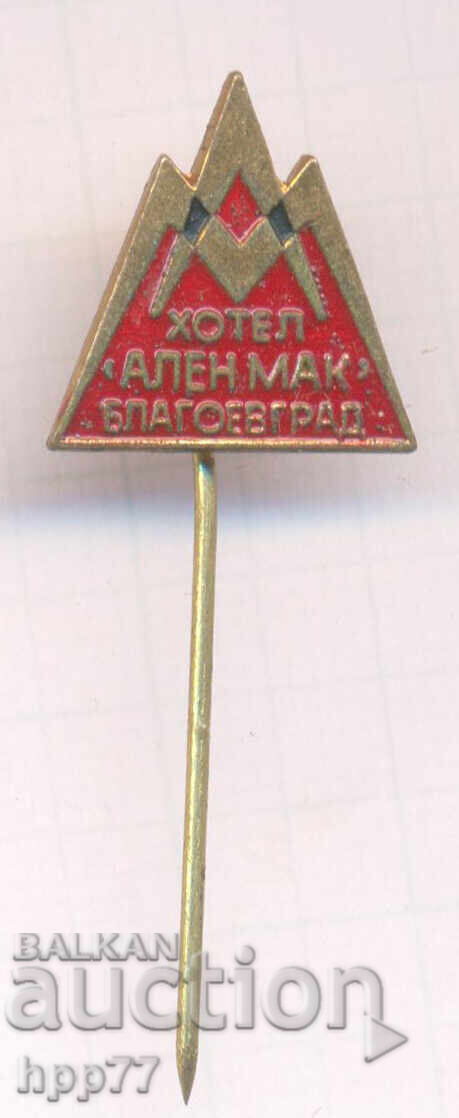 ХОТЕЛ
"АЛЕН МАК"
БЛАГОЕВГРАД
BALKAN
auction
hpp77